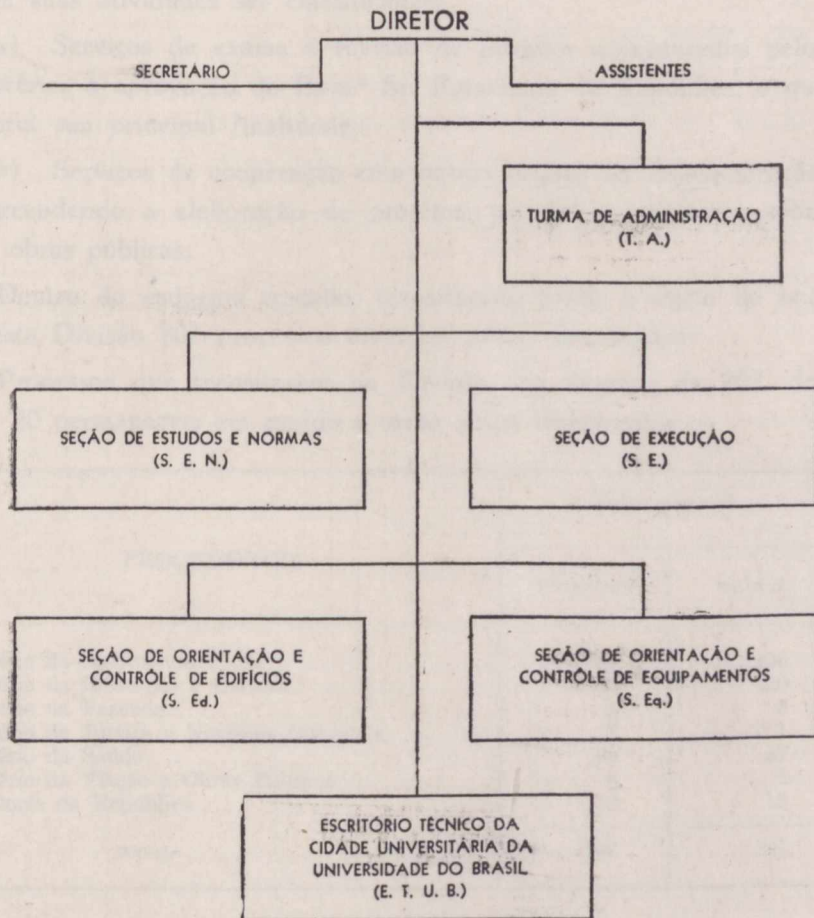 DIRETOR
SECRETÁRIO
ASSISTENTES
TURMA DE ADMINISTRAÇÃO
(T. A.)
SEÇÃO DE ESTUDOS E NORMAS
(S. E. N.)
SEÇÃO DE EXECUÇÃO
(S. E.)
SEÇÃO DE ORIENTAÇÃO E
CONTRÔLE DE EDIFÍCIOS
(S. Ed.)
SEÇÃO DE ORIENTAÇÃO E
CONTRÔLE DE EQUIPAMENTOS
(S. Eq.)
ESCRITÓRIO TÉCNICO DA
CIDADE UNIVERSITÁRIA DA
UNIVERSIDADE DO BRASIL
(E. T. U. B.)